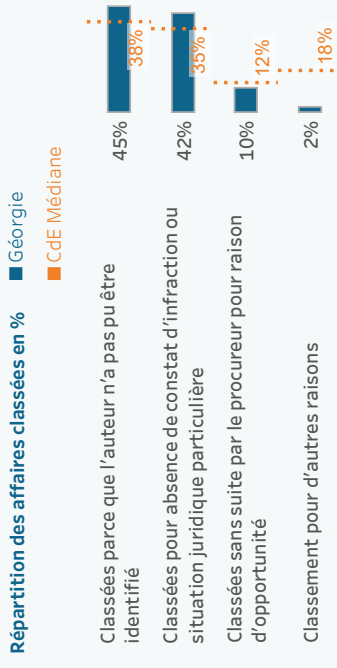 Répartition des affaires classées en %
Géorgie
CdE Médiane
Classées parce que l'auteur n'a pas pu être
identifié
45%
38%
Classées pour absence de constat d'infraction ou
situation juridique particulière
42%
35%
Classées sans suite par le procureur pour raison
d'opportunité
10%
12%
Classement pour d'autres raisons
2%
18%